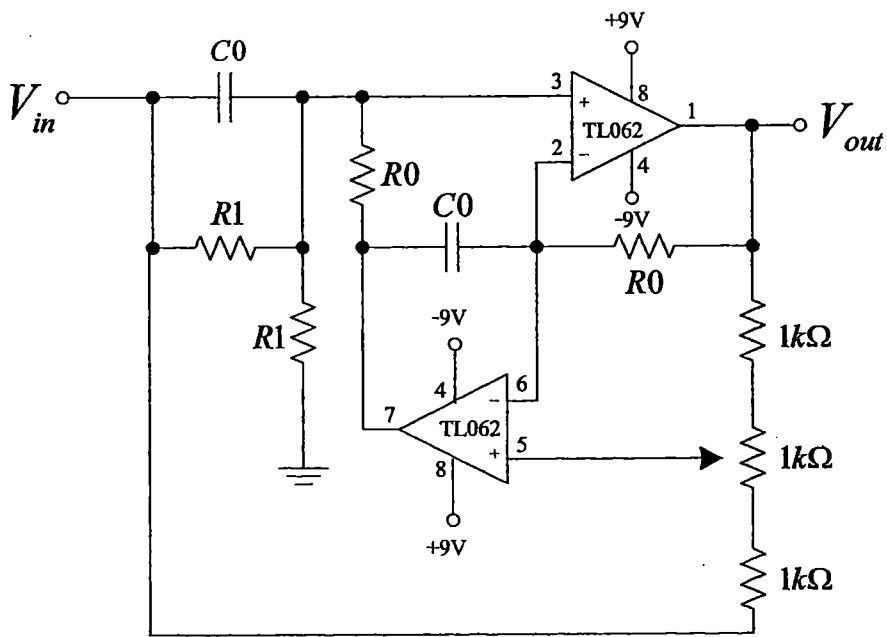 +9V
C0
V_in
3
+
8
1
TL062
V_out
2
−
4
R0
C0
-9V
R1
R0
1kΩ
R1
-9V
4
6
−
7
TL062
5
+
1kΩ
8
+9V
1kΩ